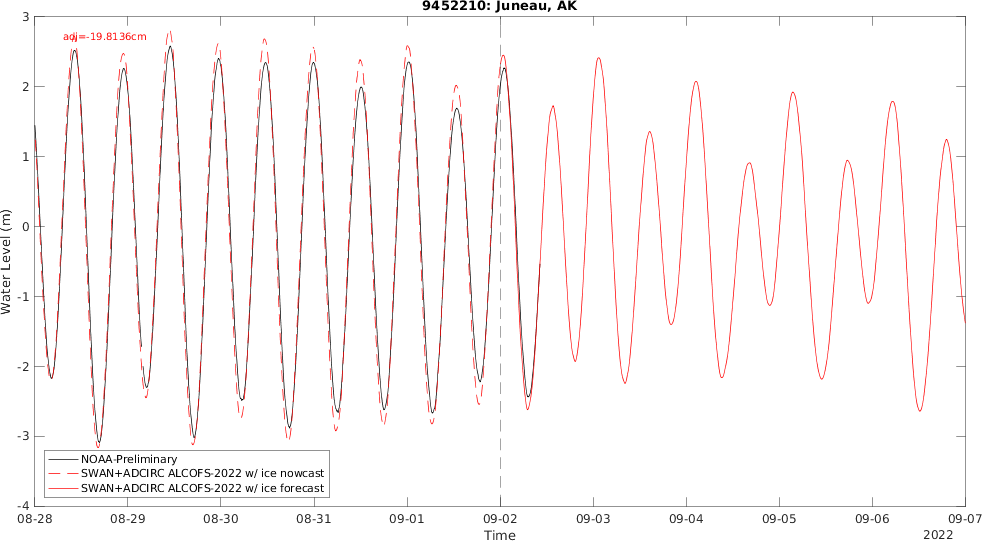 9452210: Juneau, AK
adj=-19.8136cm
Water Level (m)
3
2
1
0
-1
-2
-3
-4
NOAA-Preliminary
SWAN+ADCIRC ALCOFS-2022 w/ ice nowcast
SWAN+ADCIRC ALCOFS-2022 w/ ice forecast
08-28 08-29 08-30 08-31 09-01 09-02 09-03 09-04 09-05 09-06 09-07
Time
2022